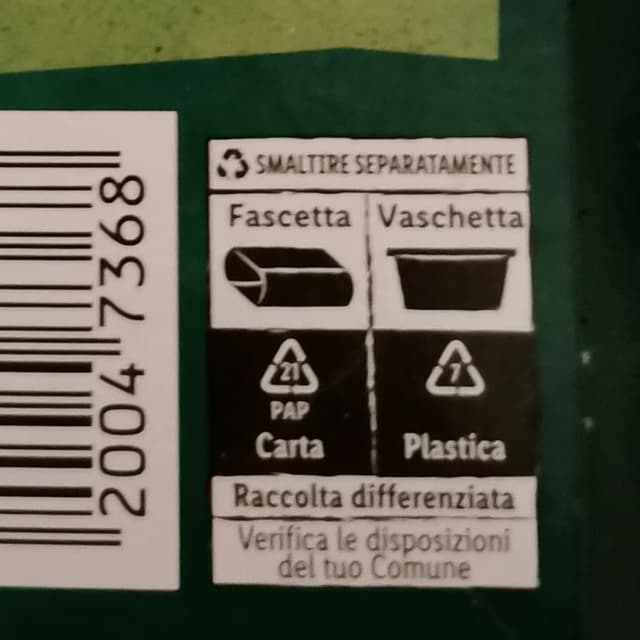 SMALTIRE SEPARATAMENTE
Fascetta
Vaschetta
21
PAP
Carta
7
Plastica
Raccolta differenziata
Verifica le disposizioni
del tuo Comune
2004 7368